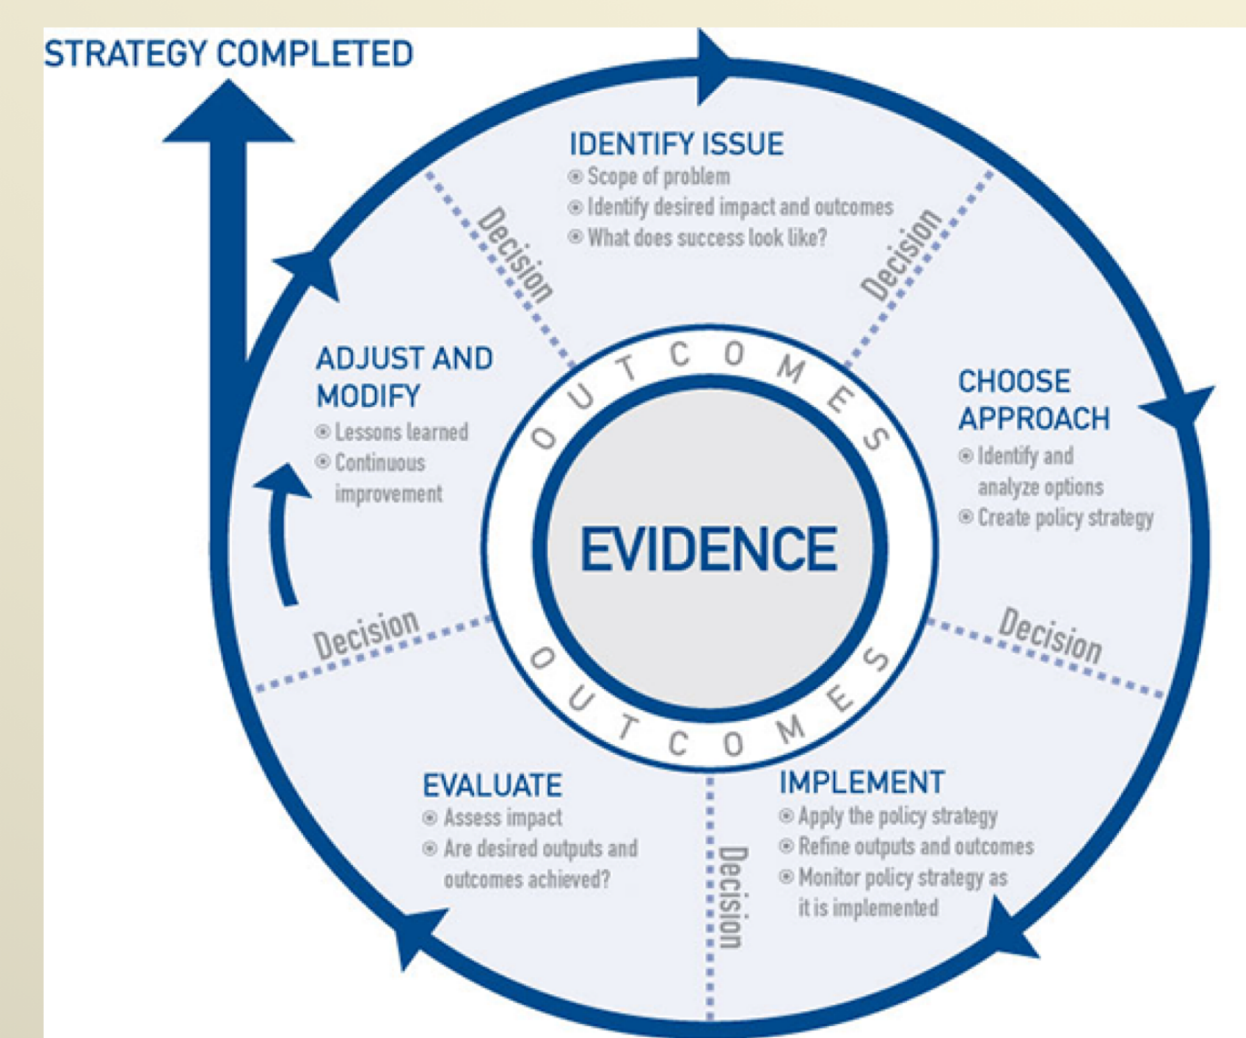 STRATEGY COMPLETED
IDENTIFY ISSUE
Scope of problem
Identify desired impact and outcomes
What does success look like?
Decision
Decision
ADJUST AND
MODIFY
Lessons learned
Continuous
improvement
CHOOSE
APPROACH
Identify and
analyze options
Create policy strategy
OUTCOMES
EVIDENCE
OUTCOMES
Decision
Decision
EVALUATE
Assess impact
Are desired outputs and
outcomes achieved?
Decision
IMPLEMENT
Apply the policy strategy
Refine outputs and outcomes
Monitor policy strategy as
it is implemented